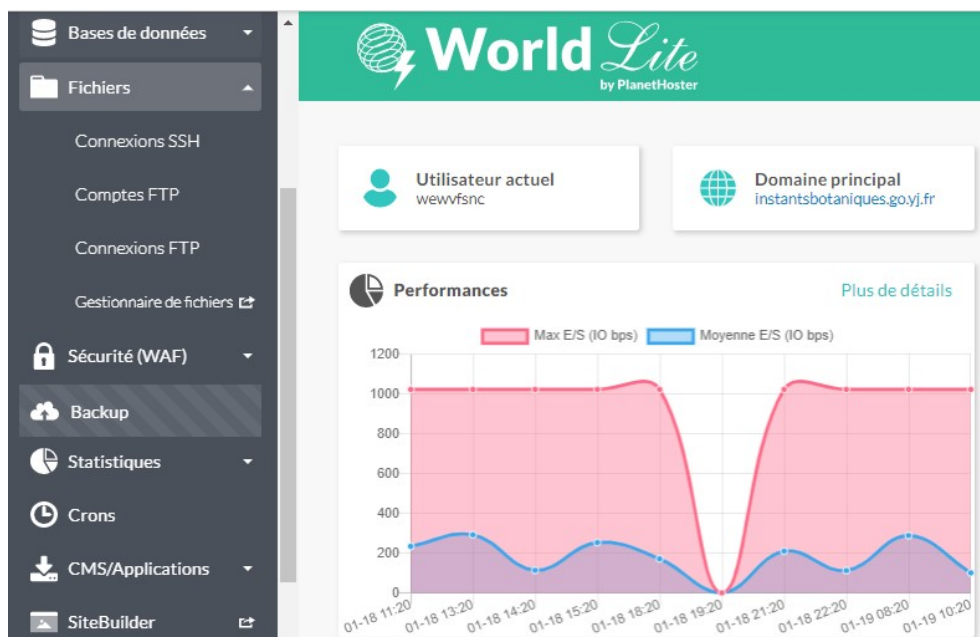 Bases de données
Fichiers
Connexions SSH
Comptes FTP
Connexions FTP
Gestionnaire de fichiers
Sécurité (WAF)
Backup
Statistiques
Crons
CMS/Applications
SiteBuilder
World Lite
by PlanetHoster
Utilisateur actuel
wewvfsnc
Domaine principal
instantsbotaniques.go.yj.fr
Performances
Plus de détails
Max E/S (IO bps) Moyenne E/S (IO bps)
1200
1000
800
600
400
200
0
01-18 11:20 01-18 13:20 01-18 14:20 01-18 15:20 01-18 18:20 01-18 19:20 01-18 21:20 01-18 22:20 01-19 08:20 01-19 10:20